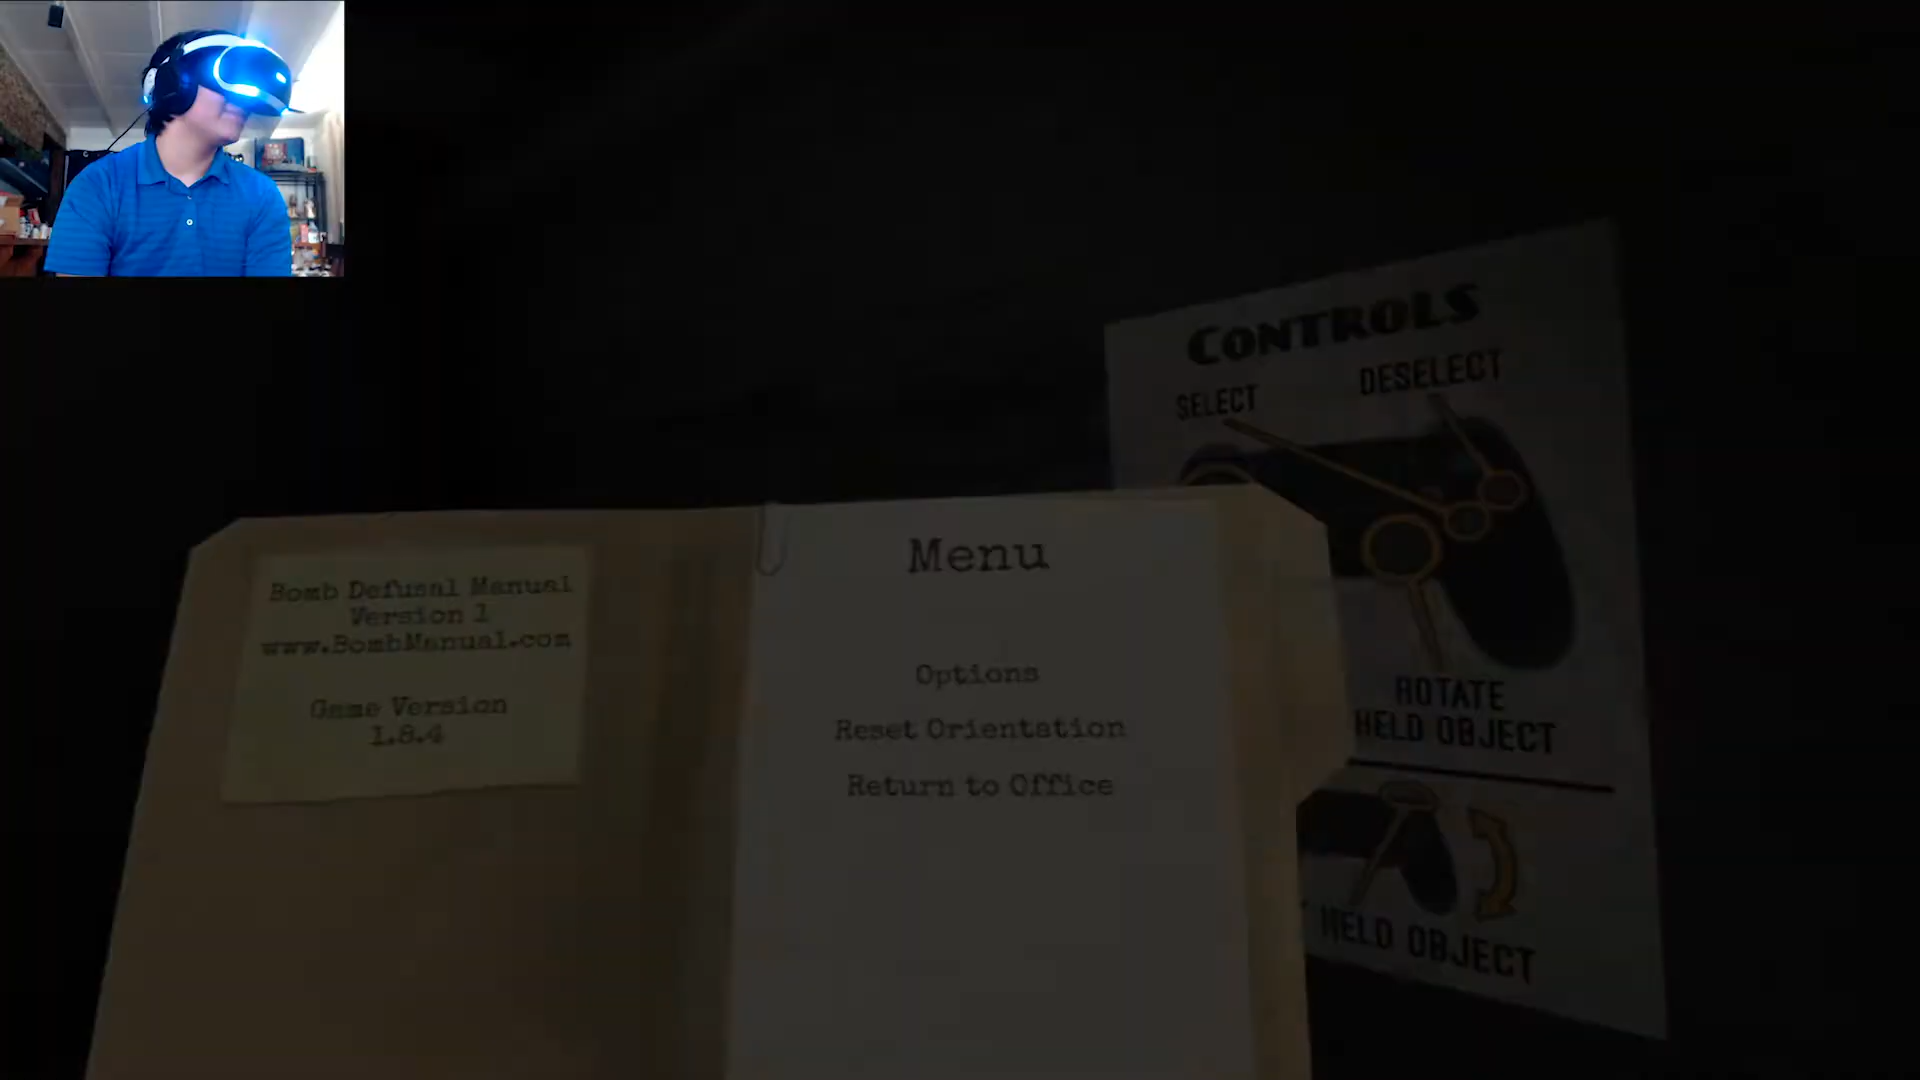 CONTROLS
SELECT
DESELECT
ROTATE
HELD OBJECT
HELD OBJECT
Bomb Defusal Manual
Version 1
www.BombManual.com
Game Version
1.8.4
Menu
Options
Reset Orientation
Return to Office